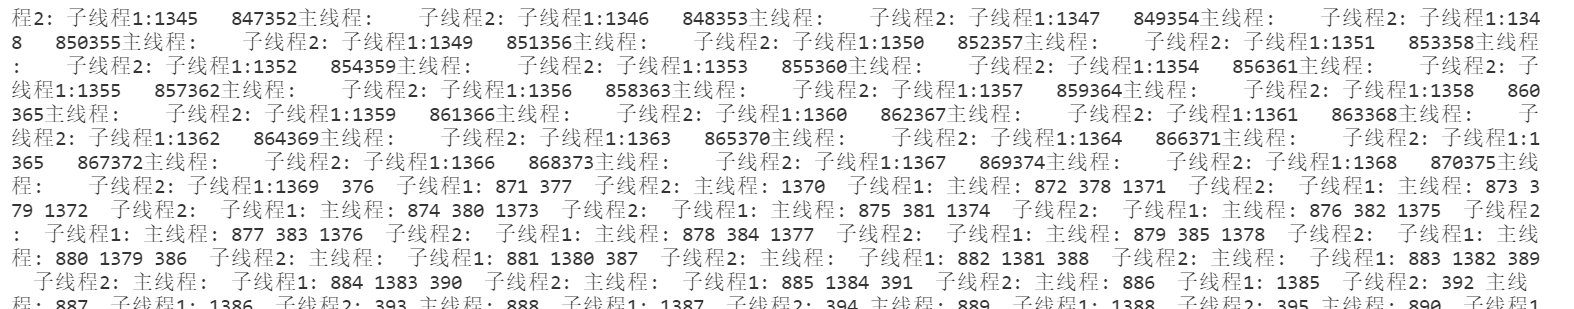 程2: 子线程1:1345   847352主线程:    子线程2: 子线程1:1346   848353主线程:    子线程2: 子线程1:1347   849354主线程:    子线程2: 子线程1:134
8   850355主线程:    子线程2: 子线程1:1349   851356主线程:    子线程2: 子线程1:1350   852357主线程:    子线程2: 子线程1:1351   853358主线程
:    子线程2: 子线程1:1352   854359主线程:    子线程2: 子线程1:1353   855360主线程:    子线程2: 子线程1:1354   856361主线程:    子线程2: 子
线程1:1355   857362主线程:    子线程2: 子线程1:1356   858363主线程:    子线程2: 子线程1:1357   859364主线程:    子线程2: 子线程1:1358   860
365主线程:    子线程2: 子线程1:1359   861366主线程:    子线程2: 子线程1:1360   862367主线程:    子线程2: 子线程1:1361   863368主线程:    子
线程2: 子线程1:1362   864369主线程:    子线程2: 子线程1:1363   865370主线程:    子线程2: 子线程1:1364   866371主线程:    子线程2: 子线程1:1
365   867372主线程:    子线程2: 子线程1:1366   868373主线程:    子线程2: 子线程1:1367   869374主线程:    子线程2: 子线程1:1368   870375主线
程:    子线程2: 子线程1:1369  376  子线程1: 871 377  子线程2: 主线程: 1370  子线程1: 主线程: 872 378 1371  子线程2:  子线程1: 主线程: 873 3
79 1372  子线程2:  子线程1: 主线程: 874 380 1373  子线程2:  子线程1: 主线程: 875 381 1374  子线程2:  子线程1: 主线程: 876 382 1375  子线程2
:  子线程1: 主线程: 877 383 1376  子线程2:  子线程1: 主线程: 878 384 1377  子线程2:  子线程1: 主线程: 879 385 1378  子线程2:  子线程1: 主线
程: 880 1379 386  子线程2: 主线程:  子线程1: 881 1380 387  子线程2: 主线程:  子线程1: 882 1381 388  子线程2: 主线程:  子线程1: 883 1382 389
  子线程2: 主线程:  子线程1: 884 1383 390  子线程2: 主线程:  子线程1: 885 1384 391  子线程2: 主线程: 886  子线程1: 1385  子线程2: 392 主线
程: 887  子线程1: 1386  子线程2: 393 主线程: 888  子线程1: 1387  子线程2: 394 主线程: 889  子线程1: 1388  子线程2: 395 主线程: 890  子线程1